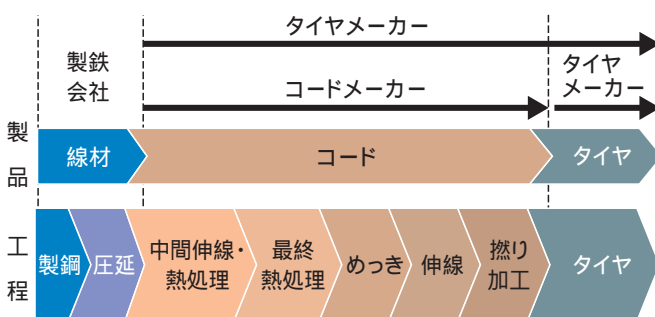 タイヤメーカー
製鉄
会社
コードメーカー
タイヤ
メーカー
製品
線材
コード
タイヤ
工程
製鋼
圧延
中間伸線・
熱処理
最終
熱処理
めっき
伸線
撚り
加工
タイヤ